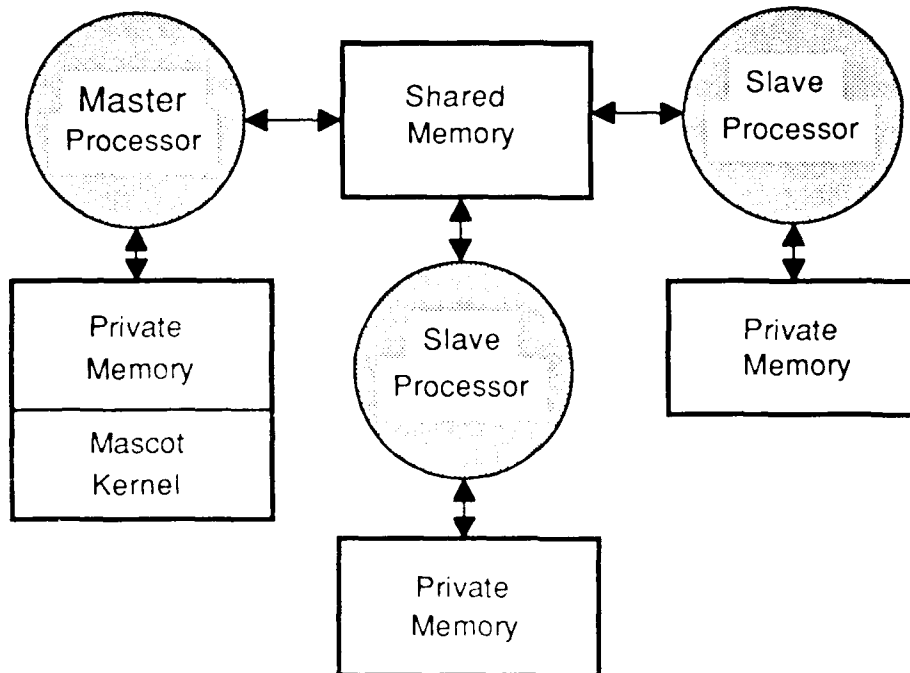 Master
Processor
Shared
Memory
Slave
Processor
Private
Memory
Mascot
Kernel
Slave
Processor
Private
Memory
Private
Memory